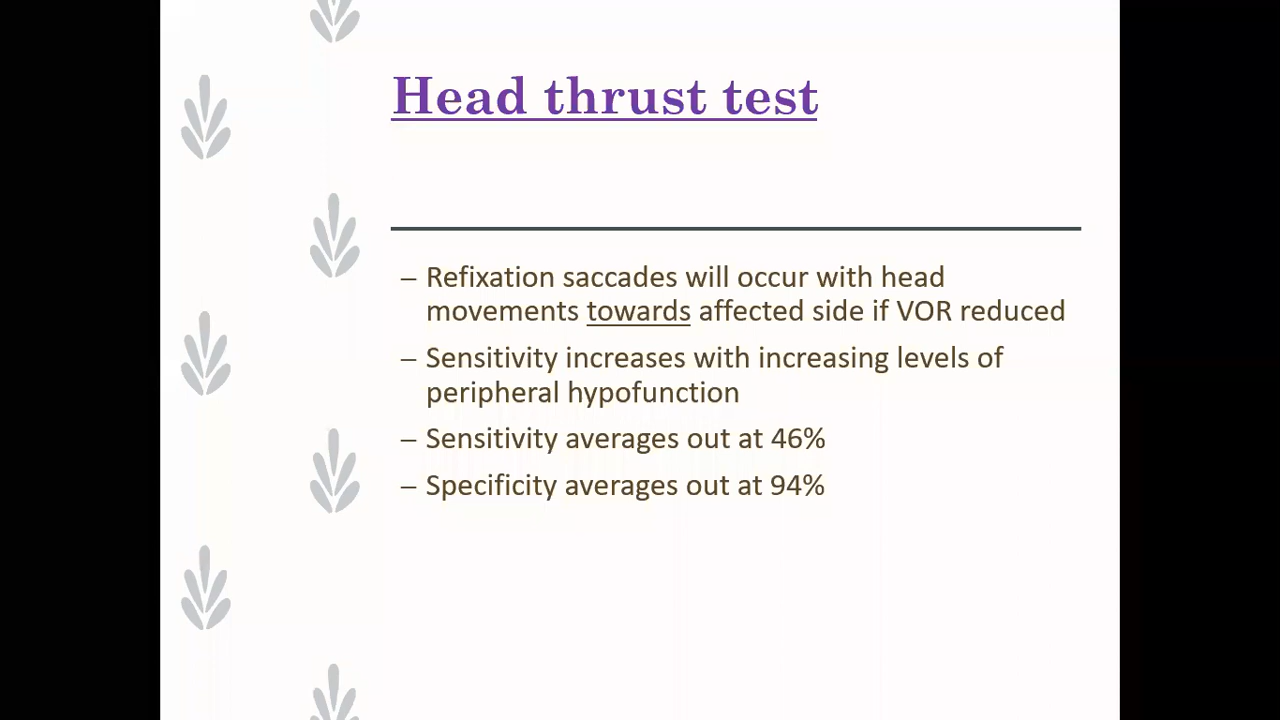 Head thrust test
– Refixation saccades will occur with head
movements towards affected side if VOR reduced
– Sensitivity increases with increasing levels of
peripheral hypofunction
– Sensitivity averages out at 46%
– Specificity averages out at 94%